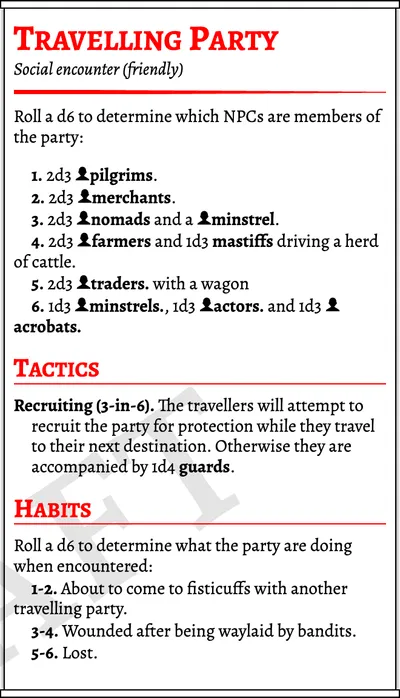 Travelling Party
Social encounter (friendly)
Roll a d6 to determine which NPCs are members of
the party:
1. 2d3 pilgrims.
2. 2d3 merchants.
3. 2d3 nomads and a minstrel.
4. 2d3 farmers and 1d3 mastiffs driving a herd
of cattle.
5. 2d3 traders. with a wagon
6. 1d3 minstrels., 1d3 actors. and 1d3
acrobats.
Tactics
Recruiting (3-in-6). The travellers will attempt to
recruit the party for protection while they travel
to their next destination. Otherwise they are
accompanied by 1d4 guards.
Habits
Roll a d6 to determine what the party are doing
when encountered:
1-2. About to come to fisticuffs with another
travelling party.
3-4. Wounded after being waylaid by bandits.
5-6. Lost.
AFT